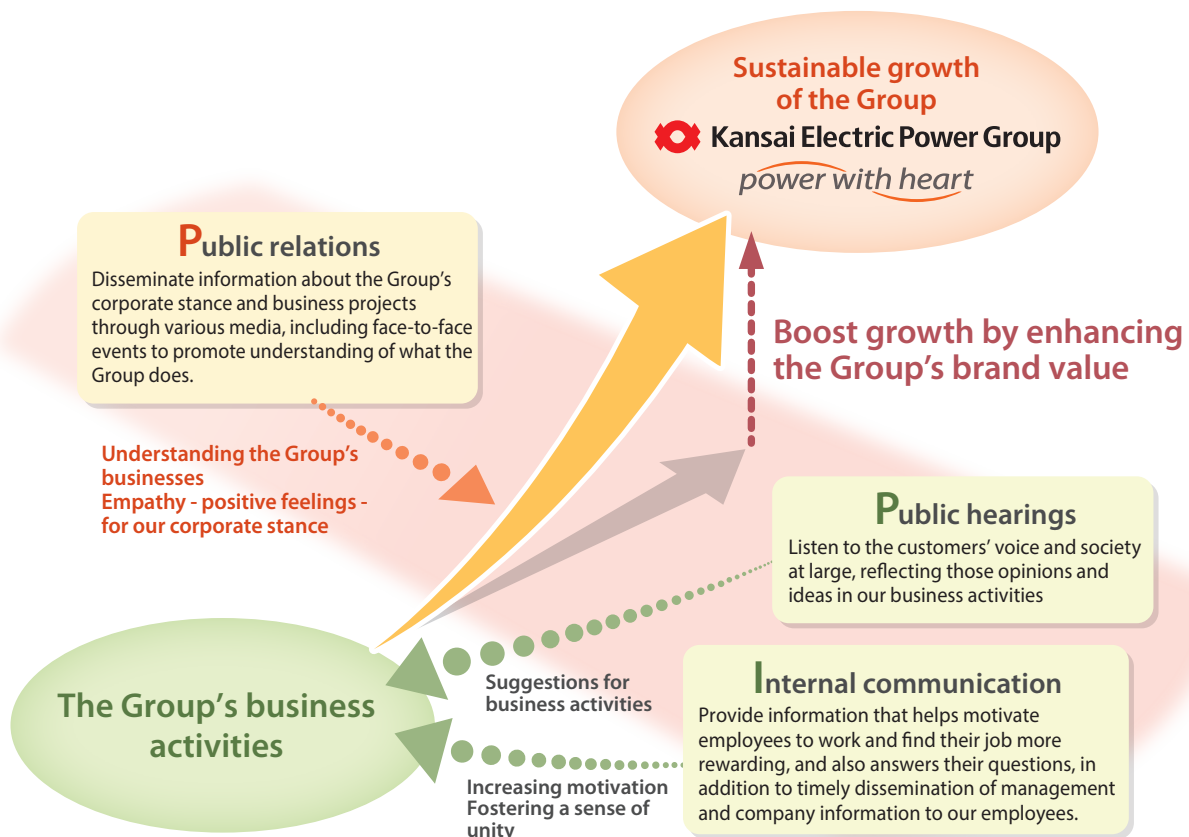 Sustainable growth
of the Group
Kansai Electric Power Group
power with heart
Public relations
Disseminate information about the Group's
corporate stance and business projects
through various media, including face-to-face
events to promote understanding of what the
Group does.
Boost growth by enhancing
the Group's brand value
Understanding the Group's
businesses
Empathy - positive feelings -
for our corporate stance
Public hearings
Listen to the customers' voice and society
at large, reflecting those opinions and
ideas in our business activities
Suggestions for
business activities
The Group's business
activities
Internal communication
Provide information that helps motivate
employees to work and find their job more
rewarding, and also answers their questions, in
addition to timely dissemination of management
and company information to our employees.
Increasing motivation
Fostering a sense of
unity